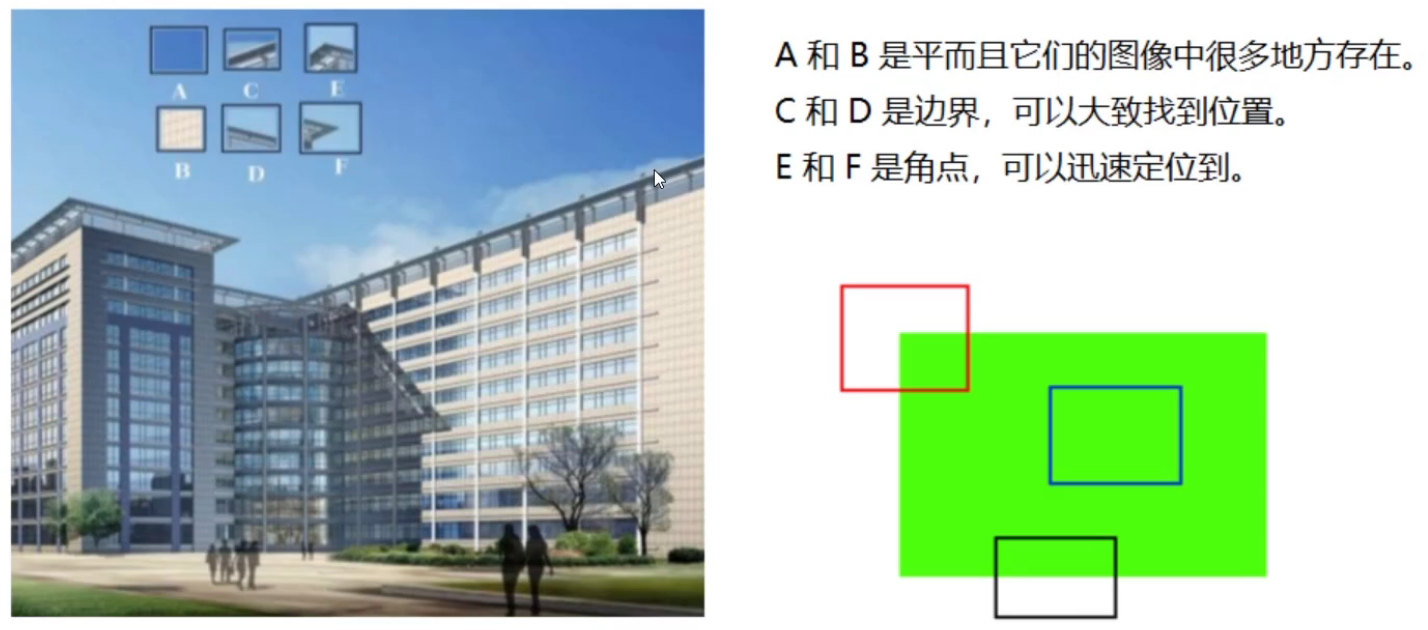 A C E
B D F
A 和 B 是平而且它们的图像中很多地方存在。
C 和 D 是边界，可以大致找到位置。
E 和 F 是角点，可以迅速定位到。